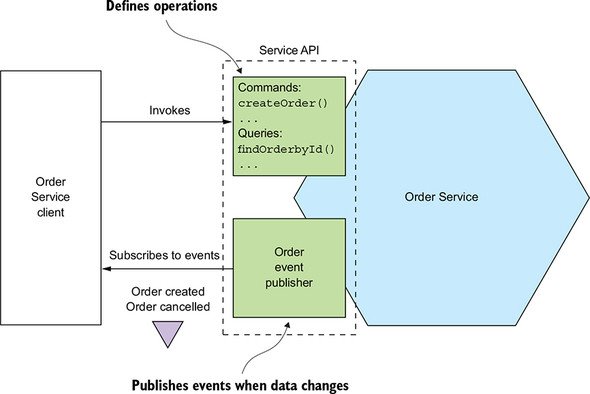 Defines operations
Service API
Commands:
createOrder()
...
Queries:
findOrderbyId()
...
Invokes
Order
Service
client
Order Service
Subscribes to events
Order
event
publisher
Order created
Order cancelled
Publishes events when data changes